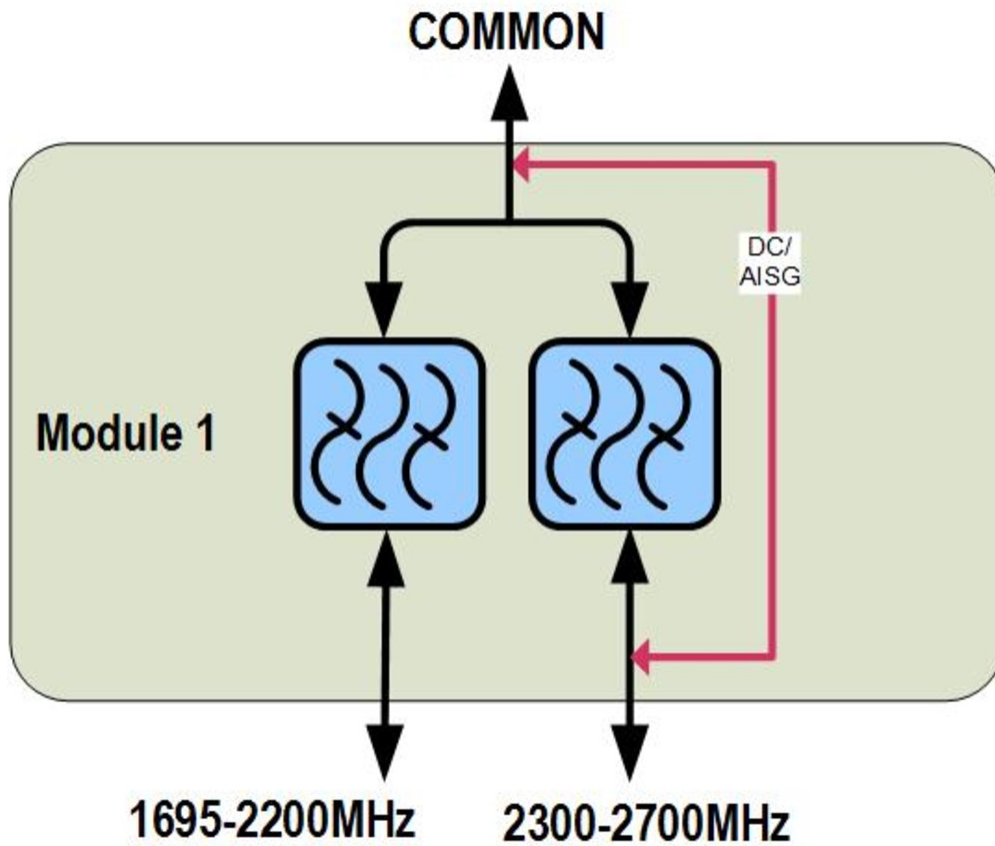 COMMON
DC/
AISG
Module 1
1695-2200MHz
2300-2700MHz